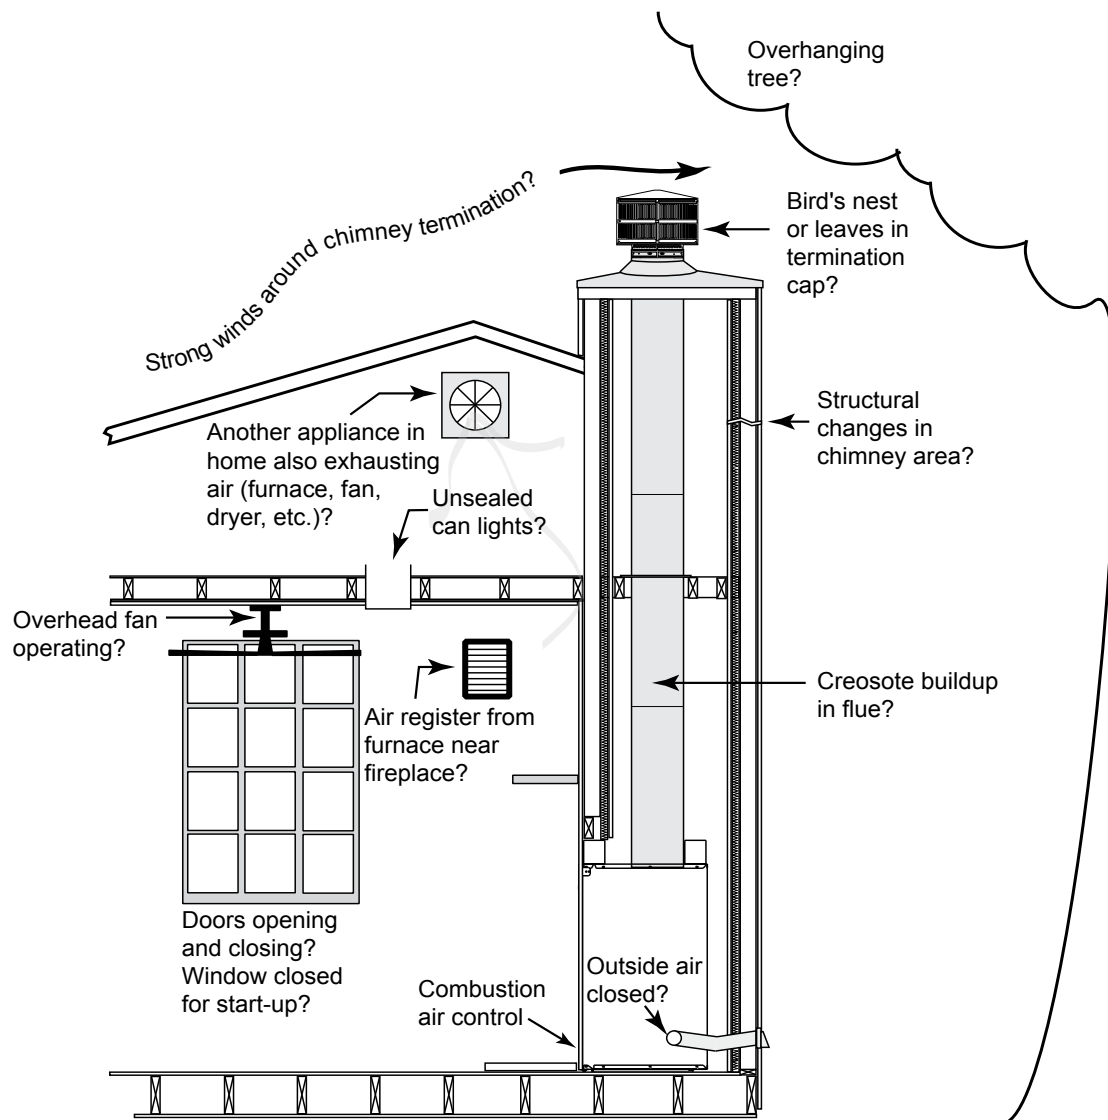 Overhanging
tree?
Strong winds around chimney termination?
Bird's nest
or leaves in
termination
cap?
Structural
changes in
chimney area?
Another appliance in
home also exhausting
air (furnace, fan,
dryer, etc.)?
Unsealed
can lights?
Overhead fan
operating?
Air register from
furnace near
fireplace?
Creosote buildup
in flue?
Doors opening
and closing?
Window closed
for start-up?
Combustion
air control
Outside air
closed?